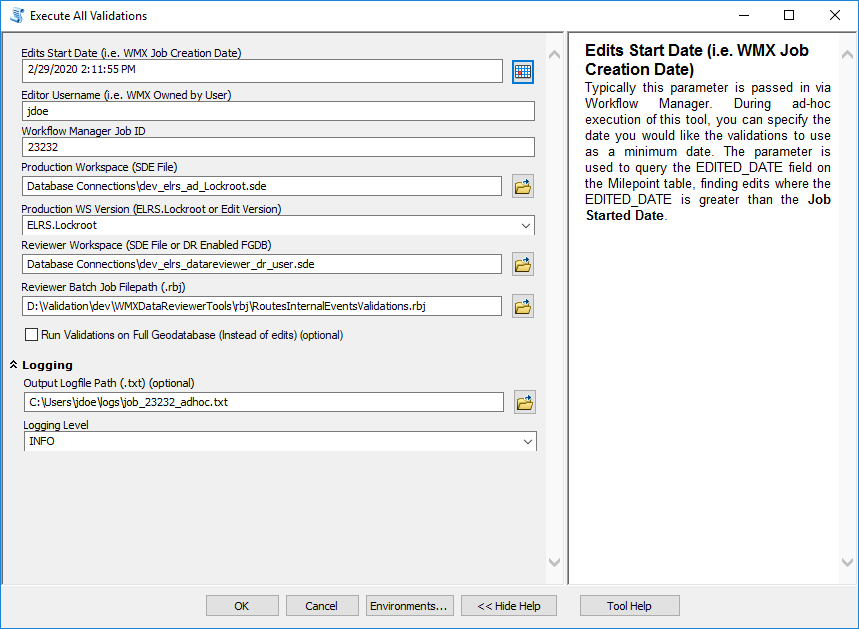 Execute All Validations
Edits Start Date (i.e. WMX Job Creation Date)
2/29/2020 2:11:55 PM
Editor Username (i.e. WMX Owned by User)
jdoe
Workflow Manager Job ID
23232
Production Workspace (SDE File)
Database Connections\dev_elrs_ad_Lockroot.sde
Production WS Version (ELRS.Lockroot or Edit Version)
ELRS.Lockroot
Reviewer Workspace (SDE File or DR Enabled FGDB)
Database Connections\dev_elrs_datareviewer_dr_user.sde
Reviewer Batch Job Filepath (.rbj)
D:\Validation\dev\WMXDataReviewerTools\rbj\RoutesInternalEventsValidations.rbj
Run Validations on Full Geodatabase (Instead of edits) (optional)
Logging
Output Logfile Path (.txt) (optional)
C:\Users\jdoe\logs\job_23232_adhoc.txt
Logging Level
INFO
Edits Start Date (i.e. WMX Job
Creation Date)
Typically this parameter is passed in via
Workflow Manager. During ad-hoc
execution of this tool, you can specify the
date you would like the validations to use
as a minimum date. The parameter is
used to query the EDITED_DATE field on
the Milepoint table, finding edits where the
EDITED_DATE is greater than the Job
Started Date.
OK
Cancel
Environments...
<< Hide Help
Tool Help